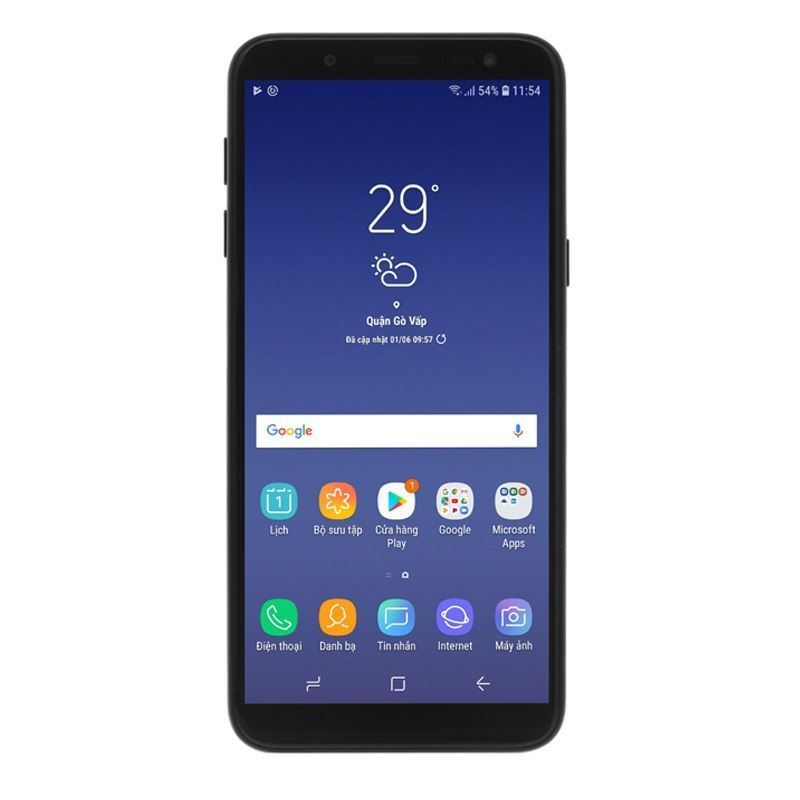 54% 11:54
29°
Quận Gò Vấp
Đã cập nhật 01/06 09:57
Google
1
1
Lịch
Bộ sưu tập
Cửa hàng
Play
Google
Microsoft
Apps
Điện thoại
Danh bạ
Tin nhắn
Internet
Máy ảnh